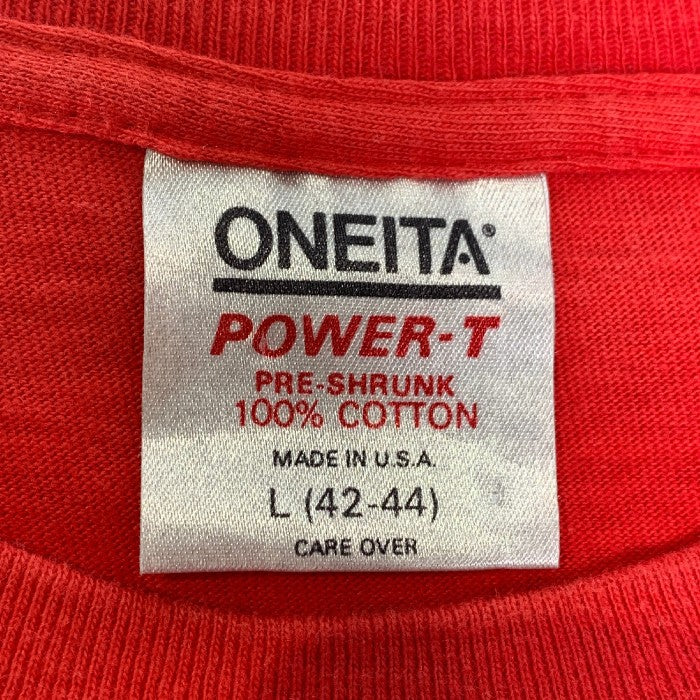 ONEITA®
POWER-T
PRE-SHRUNK
100% COTTON
MADE IN U.S.A.
L (42-44)
CARE OVER